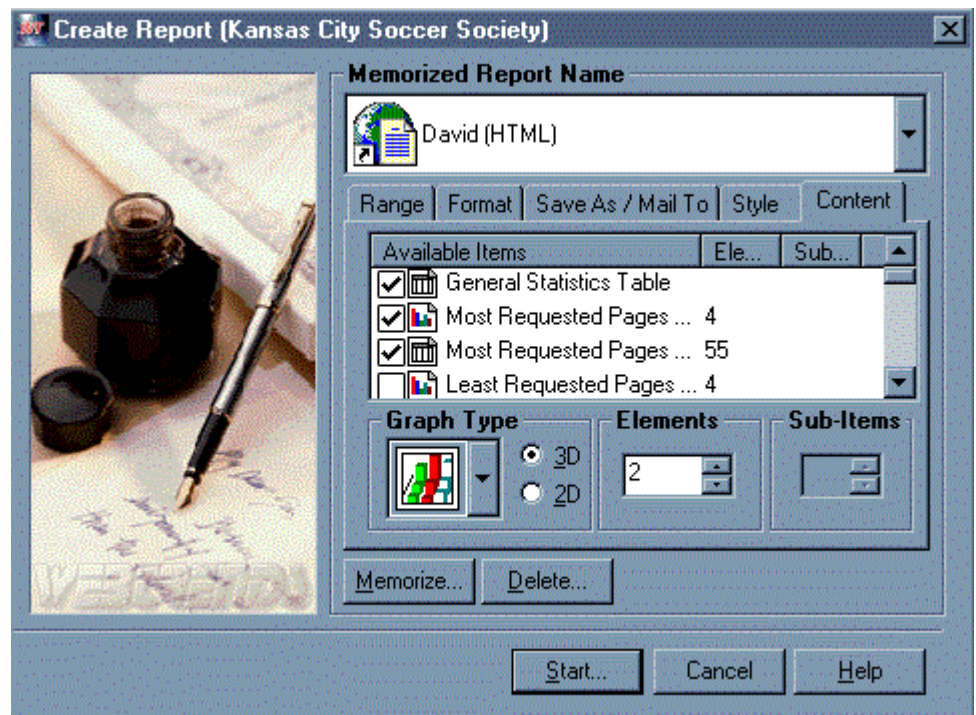 Create Report (Kansas City Soccer Society)
Memorized Report Name
David (HTML)
Range Format Save As / Mail To Style Content
Available Items Ele... Sub...
General Statistics Table
Most Requested Pages ... 4
Most Requested Pages ... 55
Least Requested Pages ... 4
Graph Type Elements Sub-Items
3D
2
2D
WEBTRENDS
Memorize... Delete...
Start... Cancel Help